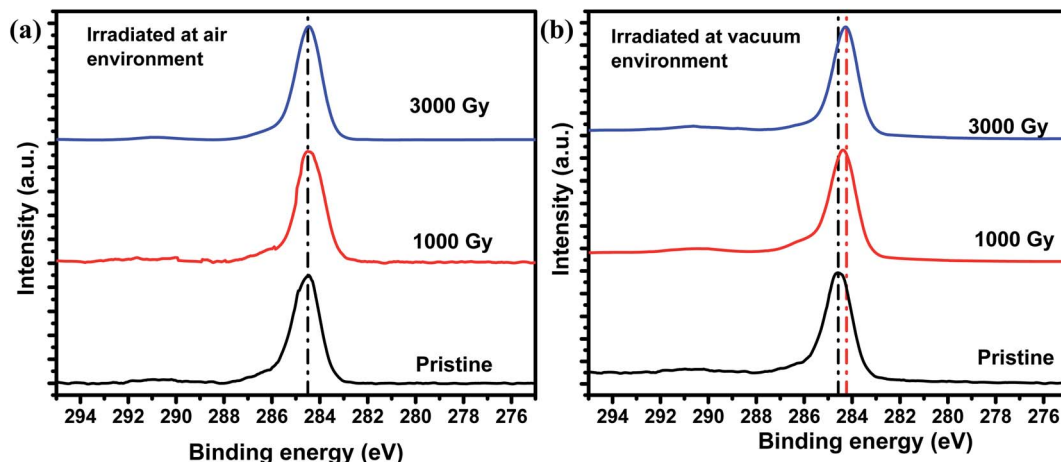 (a)
Irradiated at air
environment
3000 Gy
1000 Gy
Pristine
Intensity (a.u.)
294 292 290 288 286 284 282 280 278 276
Binding energy (eV)
(b)
Irradiated at vacuum
environment
3000 Gy
1000 Gy
Pristine
Intensity (a.u.)
294 292 290 288 286 284 282 280 278 276
Binding energy (eV)